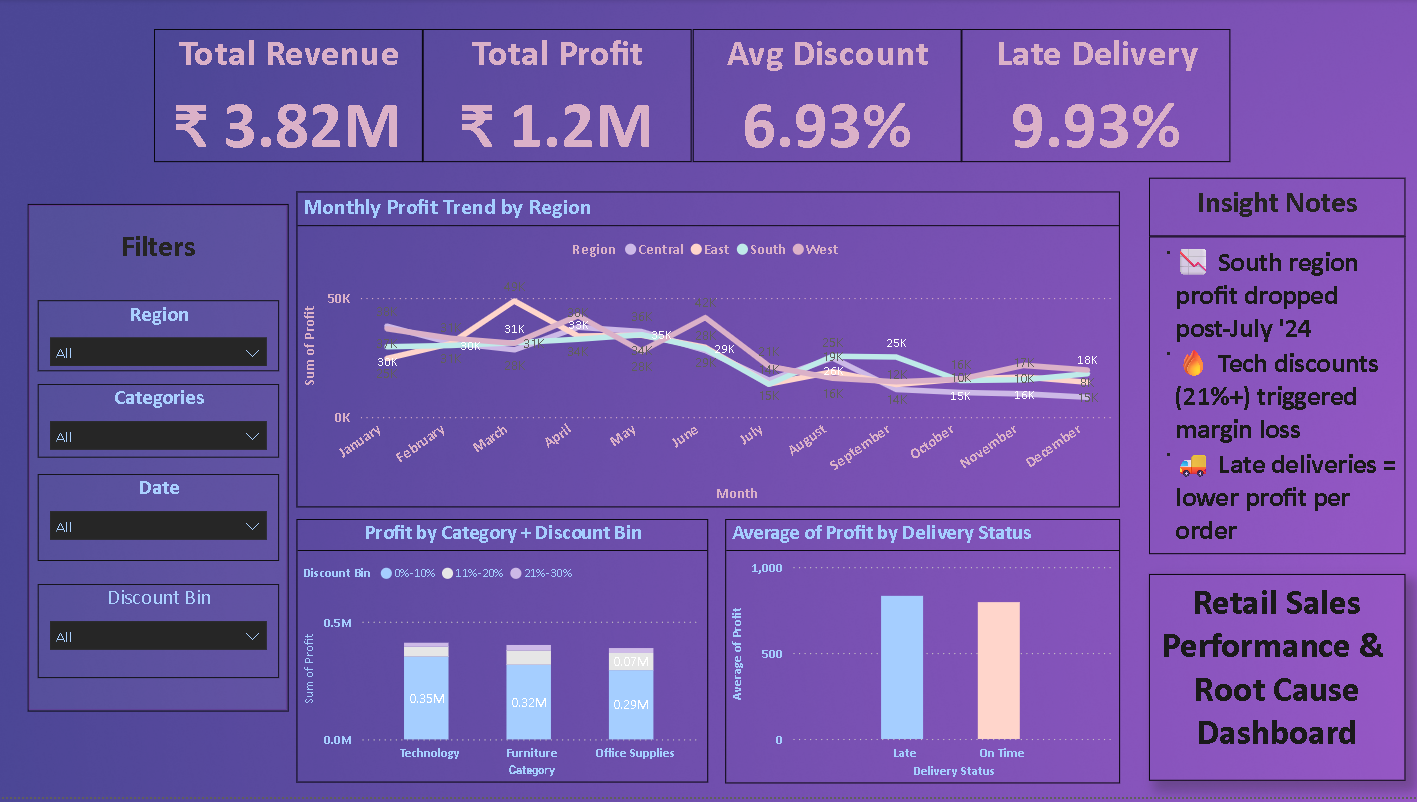 Total Revenue
₹ 3.82M
Total Profit
₹ 1.2M
Avg Discount
6.93%
Late Delivery
9.93%
Filters
Region
All
Categories
All
Date
All
Discount Bin
All
Monthly Profit Trend by Region
Region Central East South West
Sum of Profit
50K
0K
31K
33K
35K
25K
18K
30K
30K
31K
29K
26K
25K
19K
16K
17K
12K
10K
10K
15K
16K
15K
January
February
March
April
May
June
July
August
September
October
November
December
Month
Profit by Category + Discount Bin
Discount Bin 0%-10% 11%-20% 21%-30%
Sum of Profit
0.5M
0.0M
0.07M
0.35M
0.32M
0.29M
Technology
Furniture
Office Supplies
Category
Average of Profit by Delivery Status
Average of Profit
1,000
500
0
Late
On Time
Delivery Status
Insight Notes
South region
profit dropped
post-July '24
Tech discounts
(21%+) triggered
margin loss
Late deliveries =
lower profit per
order
Retail Sales
Performance &
Root Cause
Dashboard